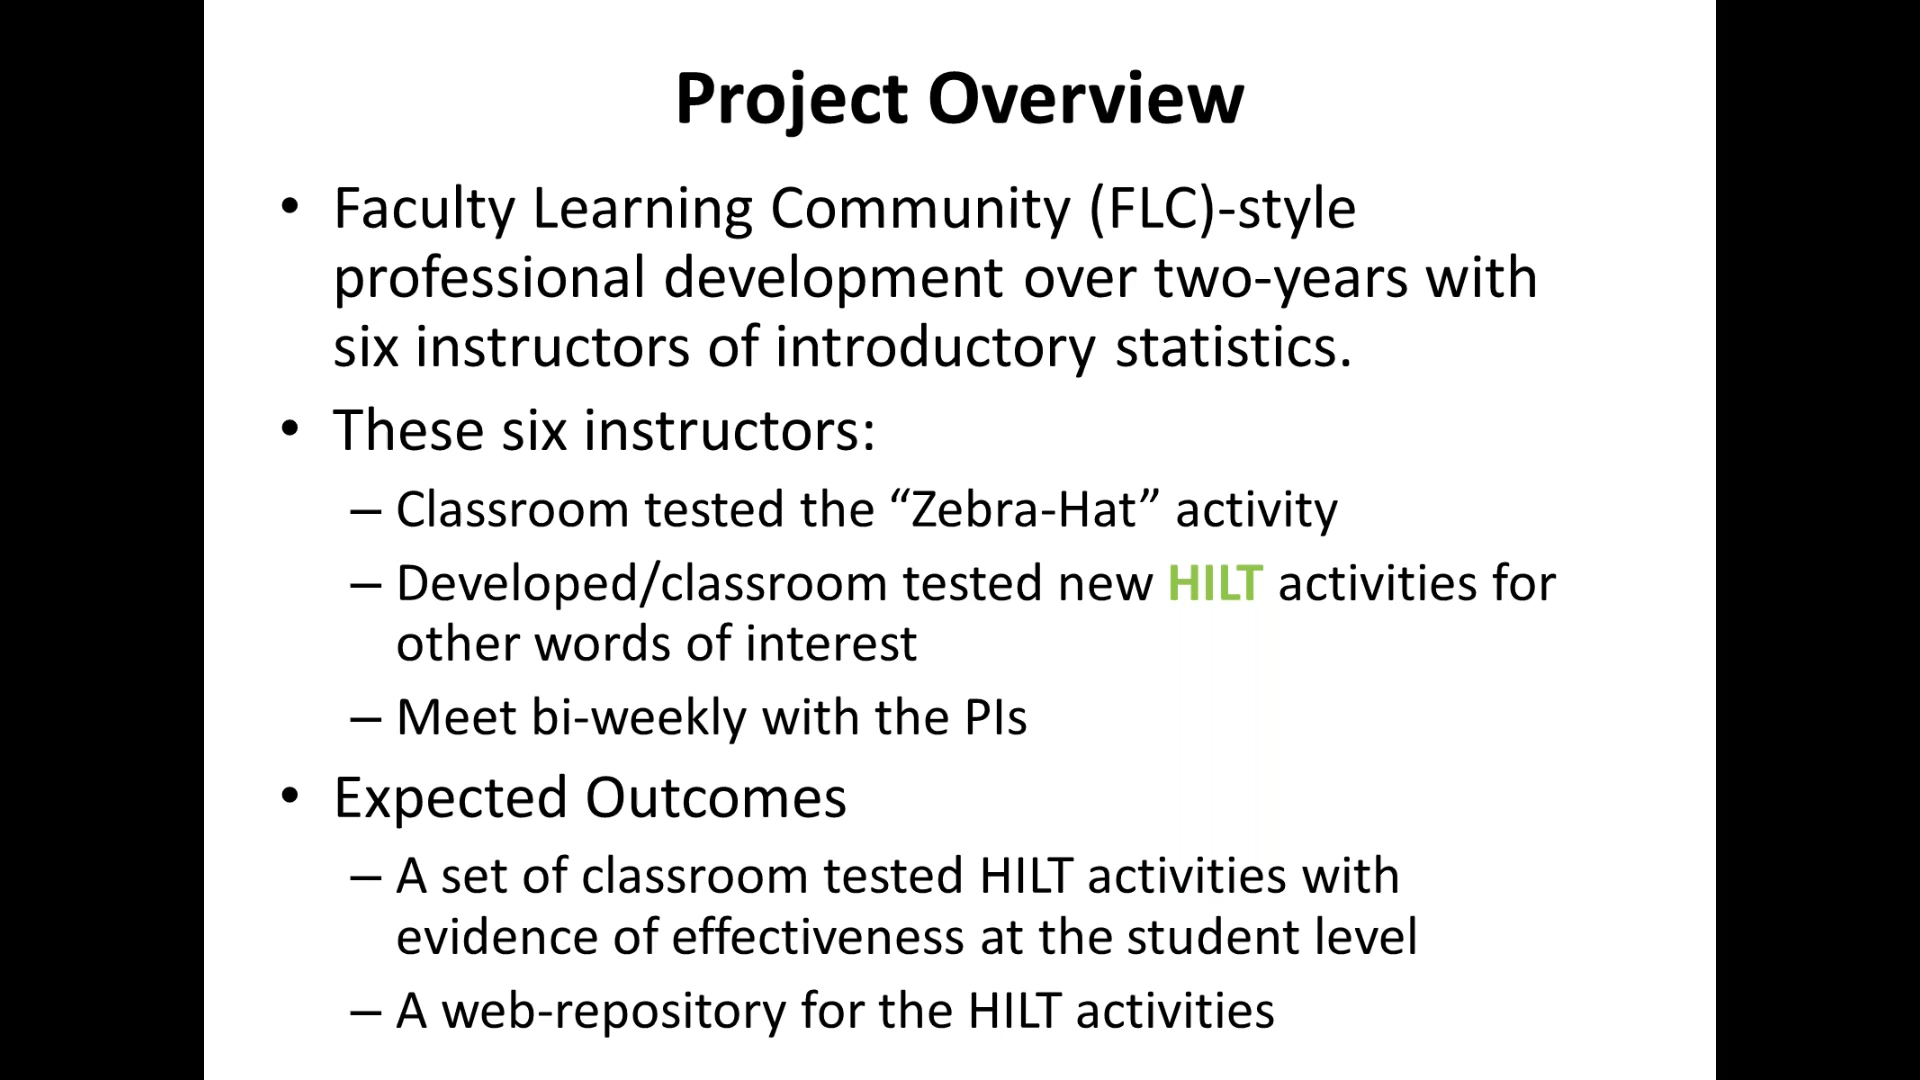 Project Overview
• Faculty Learning Community (FLC)-style
professional development over two-years with
six instructors of introductory statistics.
• These six instructors:
– Classroom tested the “Zebra-Hat” activity
– Developed/classroom tested new HILT activities for
other words of interest
– Meet bi-weekly with the PIs
• Expected Outcomes
– A set of classroom tested HILT activities with
evidence of effectiveness at the student level
– A web-repository for the HILT activities